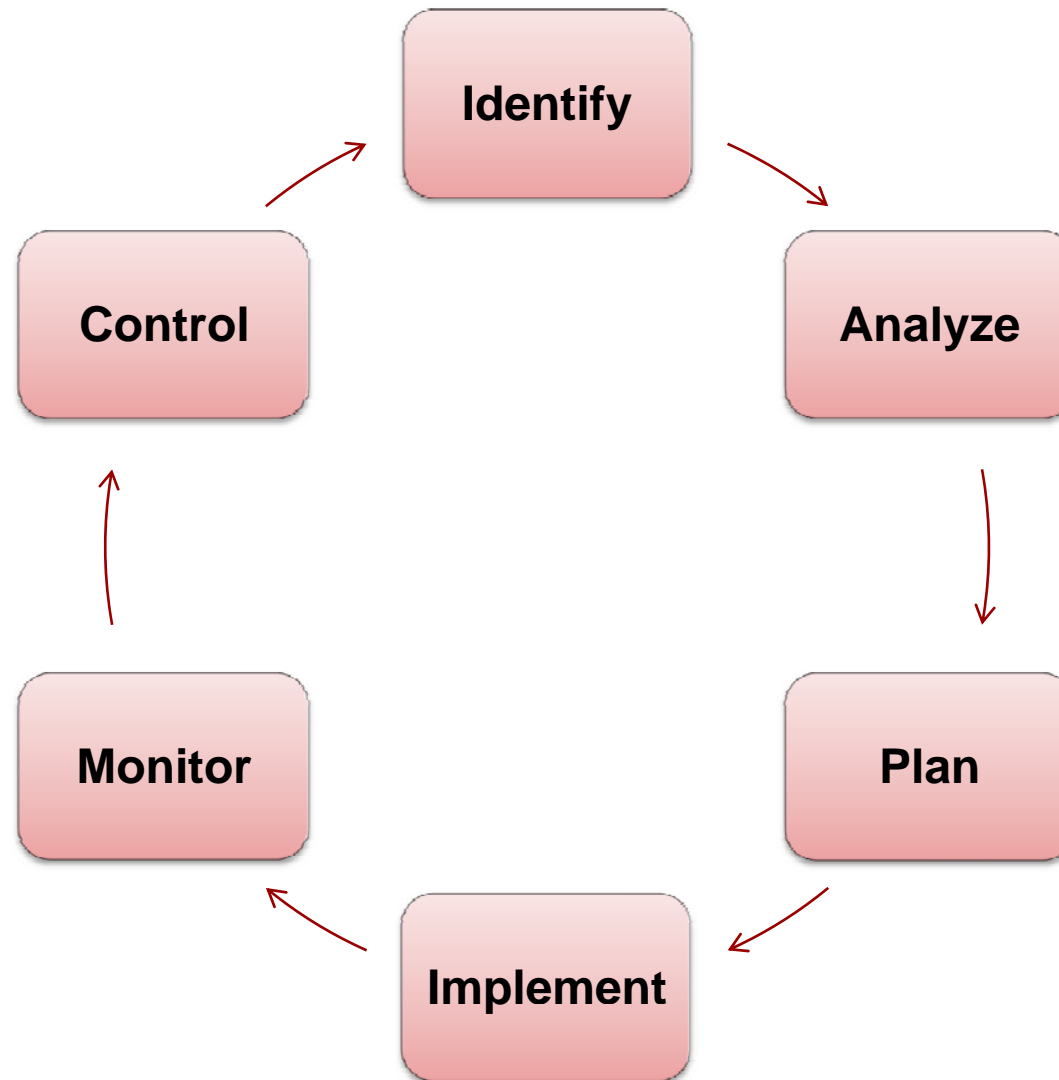 Identify
Analyze
Plan
Implement
Monitor
Control